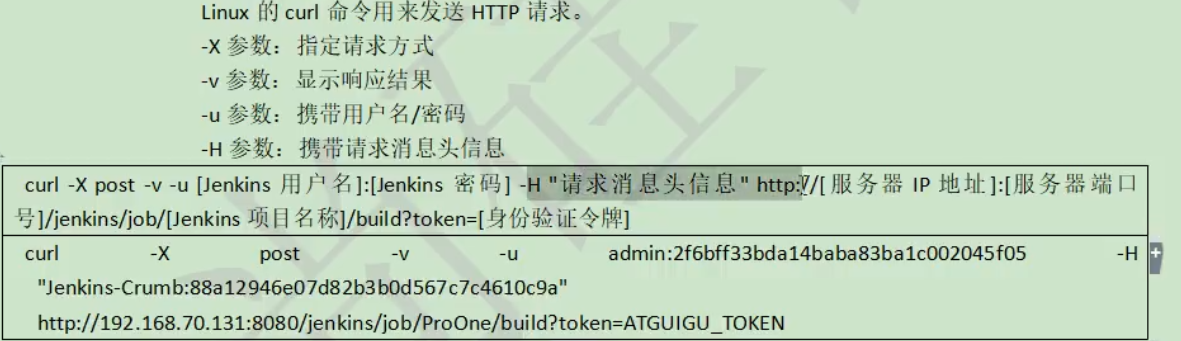 Linux 的 curl 命令用来发送 HTTP 请求。
-X 参数：指定请求方式
-v 参数：显示响应结果
-u 参数：携带用户名/密码
-H 参数：携带请求消息头信息
curl -X post -v -u [Jenkins 用户名]:[Jenkins 密码] -H "请求消息头信息" http://[服务器 IP 地址]:[服务器端口
号]/jenkins/job/[Jenkins 项目名称]/build?token=[身份验证令牌]
curl -X post -v -u admin:2f6bff33bda14baba83ba1c002045f05 -H
"Jenkins-Crumb:88a12946e07d82b3b0d567c7c4610c9a"
http://192.168.70.131:8080/jenkins/job/ProOne/build?token=ATGUIGU_TOKEN